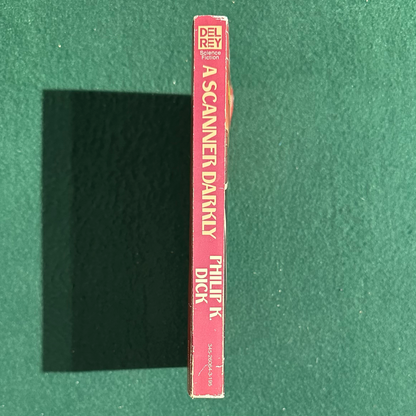 DEL
REY
Science
Fiction
A SCANNER DARKLY
PHILIP K.
DICK